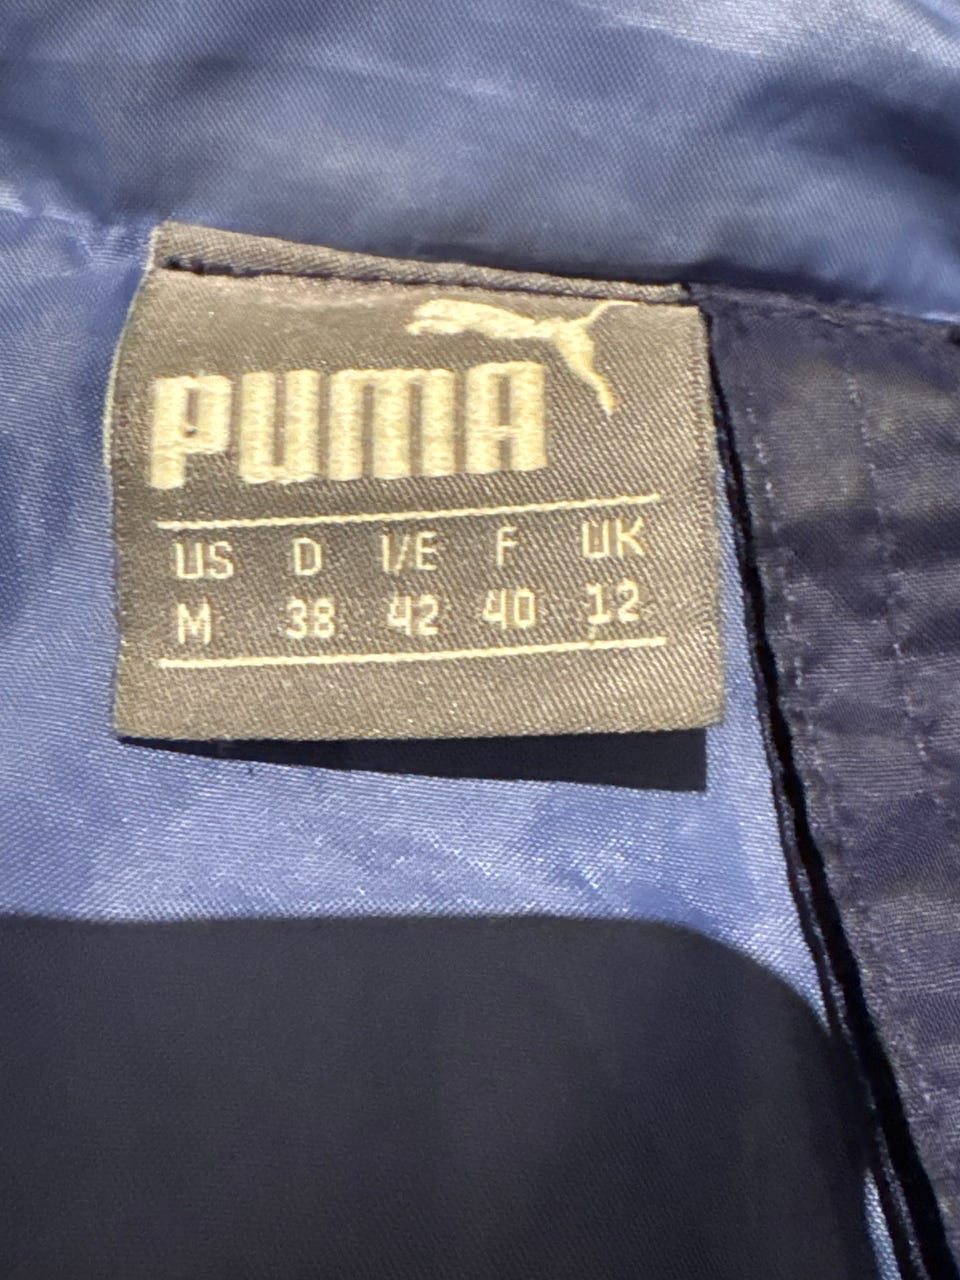 PUMA
US D I/E F UK
M 38 42 40 12